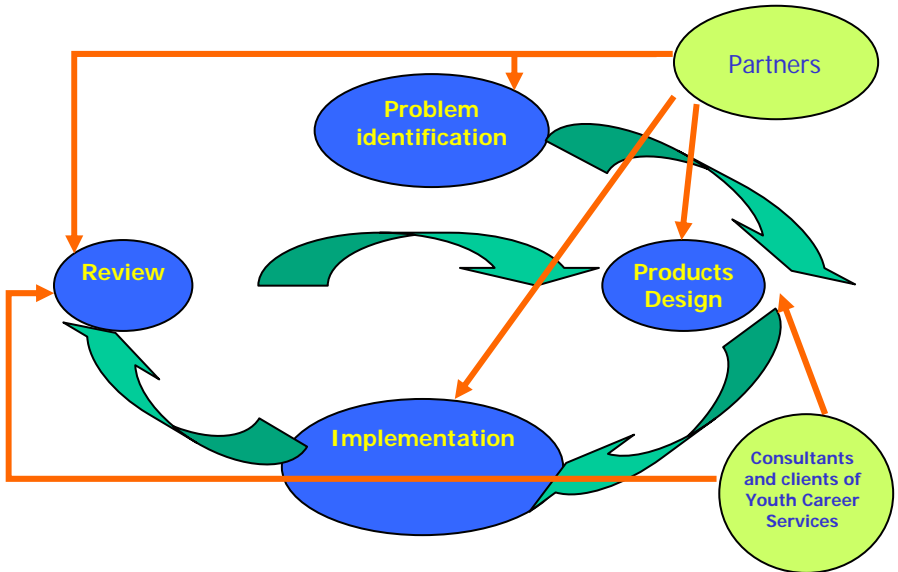 Partners
Problem
identification
Review
Products
Design
Implementation
Consultants
and clients of
Youth Career
Services